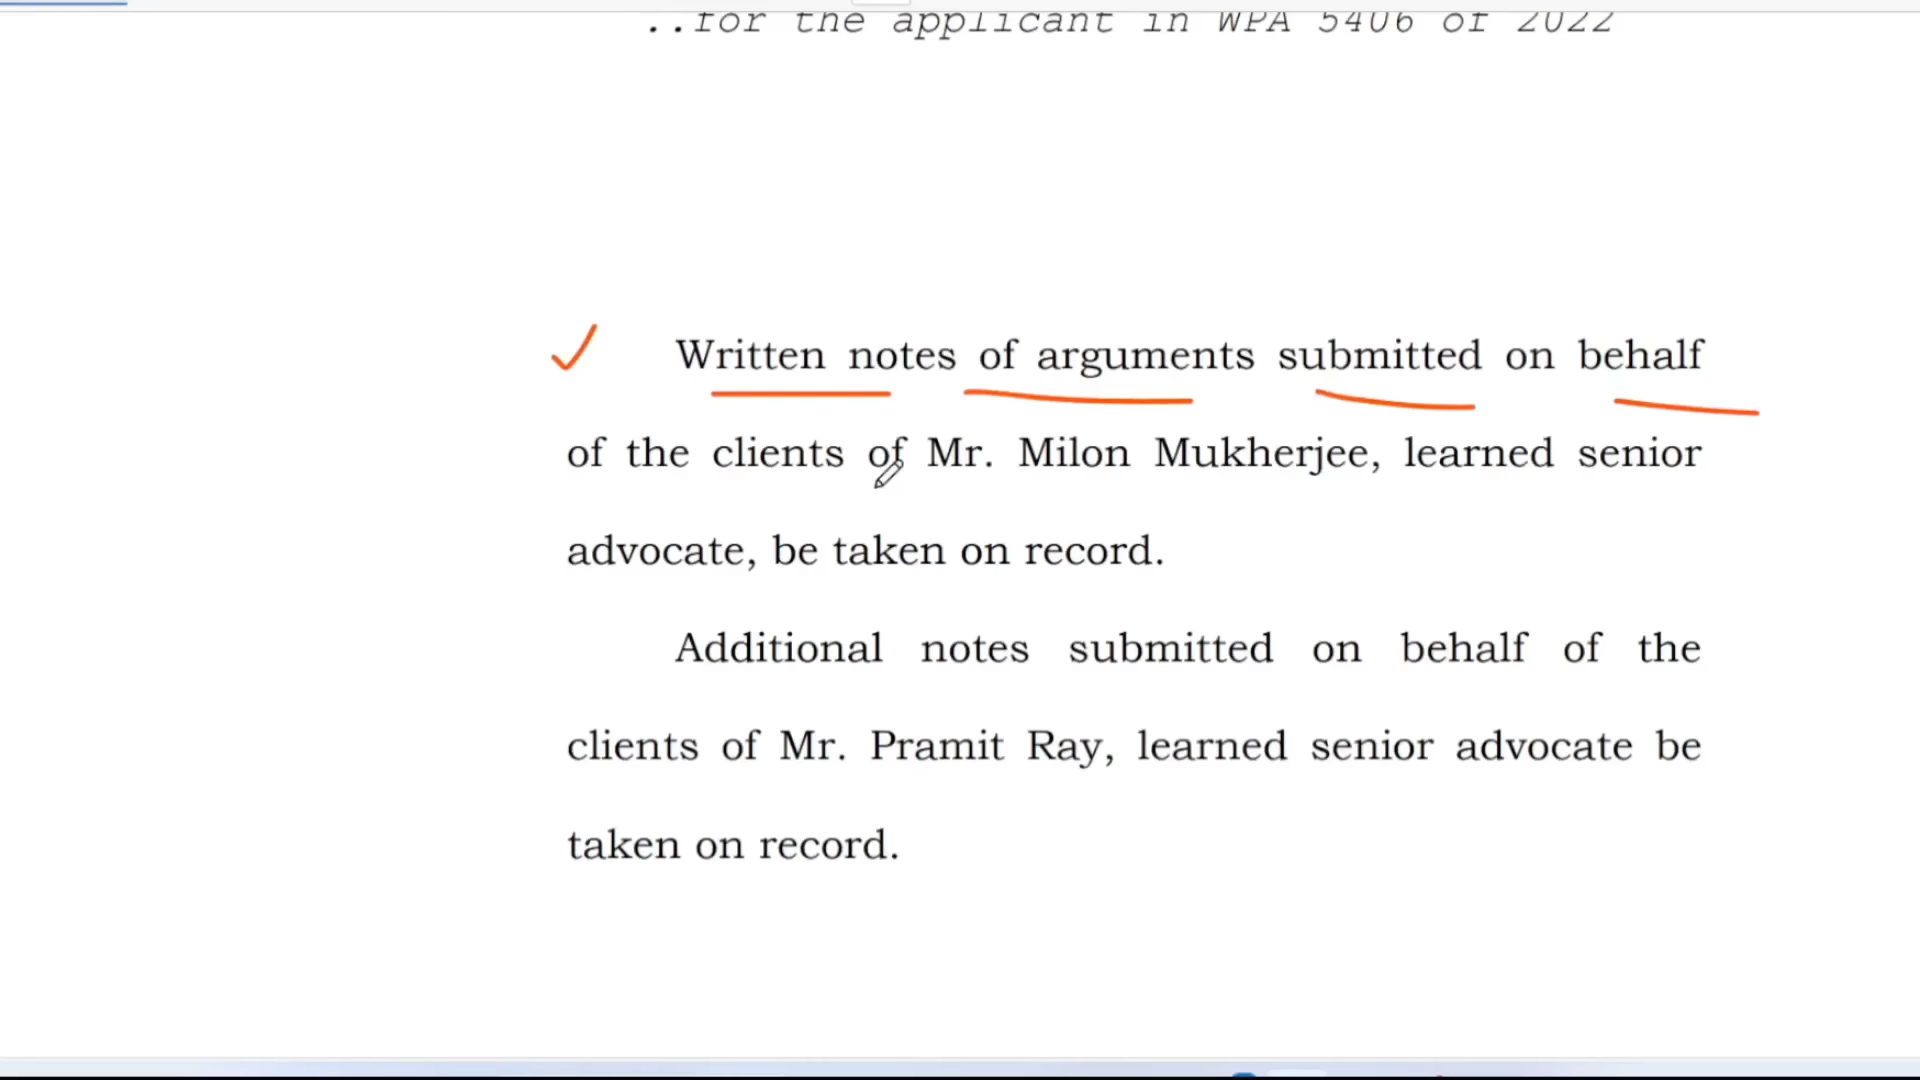 ..for the applicant in WPA 5406 of 2022
Written notes of arguments submitted on behalf
of the clients of Mr. Milon Mukherjee, learned senior
advocate, be taken on record.
Additional notes submitted on behalf of the
clients of Mr. Pramit Ray, learned senior advocate be
taken on record.